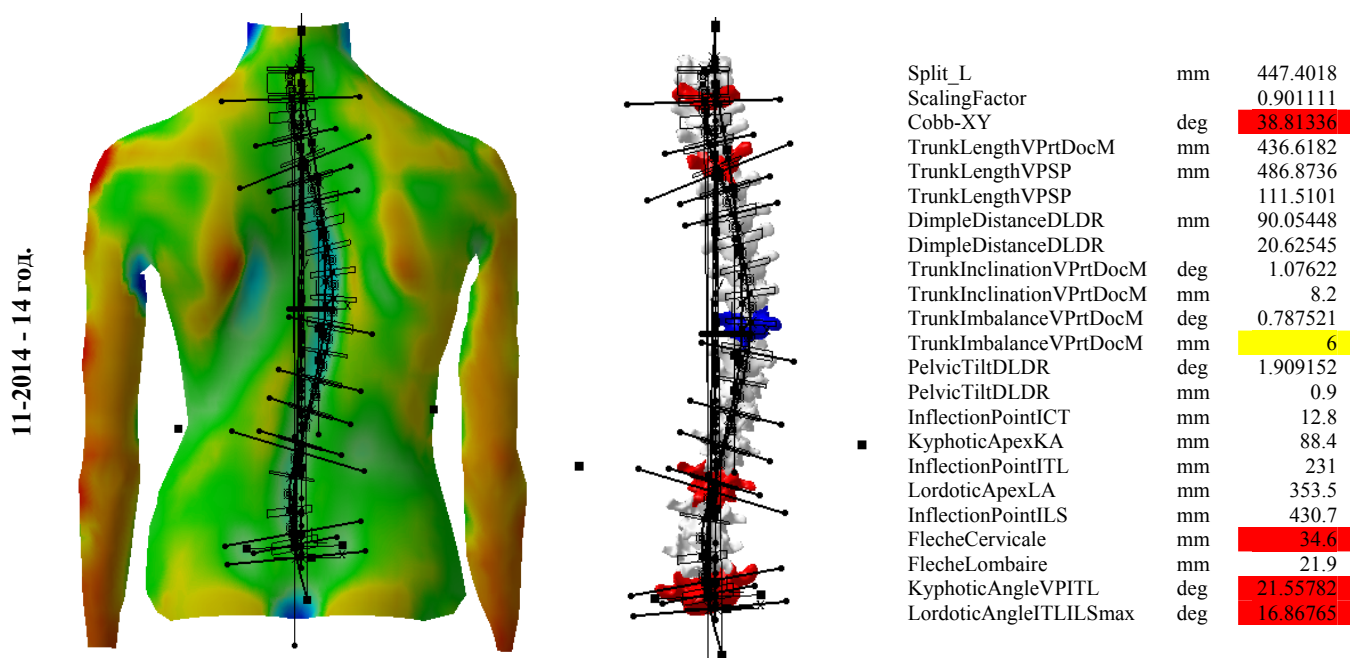 11-2014 - 14 год.
Split_L mm 447.4018
ScalingFactor 0.901111
Cobb-XY deg 38.81336
TrunkLengthVPrtDocM mm 436.6182
TrunkLengthVPSP mm 486.8736
TrunkLengthVPSP 111.5101
DimpleDistanceDLDR mm 90.05448
DimpleDistanceDLDR 20.62545
TrunkInclinationVPrtDocM deg 1.07622
TrunkInclinationVPrtDocM mm 8.2
TrunkImbalanceVPrtDocM deg 0.787521
TrunkImbalanceVPrtDocM mm 6
PelvicTiltDLDR deg 1.909152
PelvicTiltDLDR mm 0.9
InflectionPointICT mm 12.8
KyphoticApexKA mm 88.4
InflectionPointITL mm 231
LordoticApexLA mm 353.5
InflectionPointILS mm 430.7
FlecheCervicale mm 34.6
FlecheLombaire mm 21.9
KyphoticAngleVPITL deg 21.55782
LordoticAngleITLILSmax deg 16.86765